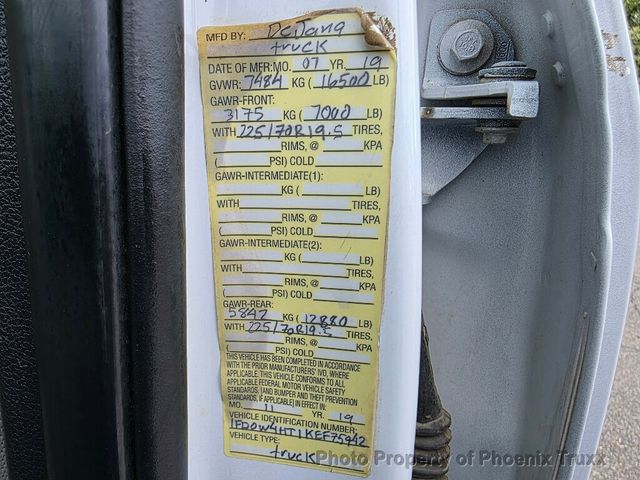 MFD BY: DeJana
truck
DATE OF MFR: MO. 07 YR. 19
GVWR: 7484 KG (16500 LB)
GAWR-FRONT:
3175 KG (7000 LB)
WITH 225/70R19.5 TIRES,
RIMS, @ KPA
( PSI) COLD
GAWR-INTERMEDIATE(1):
KG ( LB)
WITH TIRES,
RIMS, @ KPA
( PSI) COLD
GAWR-INTERMEDIATE(2):
KG ( LB)
WITH TIRES,
RIMS, @ KPA
( PSI) COLD
GAWR-REAR:
5842 KG (12880 LB)
WITH 225/70R19.5 TIRES,
RIMS, @ KPA
( PSI) COLD
THIS VEHICLE HAS BEEN COMPLETED IN ACCORDANCE
WITH THE PRIOR MANUFACTURERS' IVD, WHERE
APPLICABLE. THIS VEHICLE CONFORMS TO ALL
APPLICABLE FEDERAL MOTOR VEHICLE SAFETY
STANDARDS, [AND BUMPER AND THEFT PREVENTION
STANDARDS, IF APPLICABLE] IN EFFECT IN
MO. 11 YR. 19
VEHICLE IDENTIFICATION NUMBER:
1FD0W4HT1KEF75942
VEHICLE TYPE:
truck
Photo Property of Phoenix Truxx